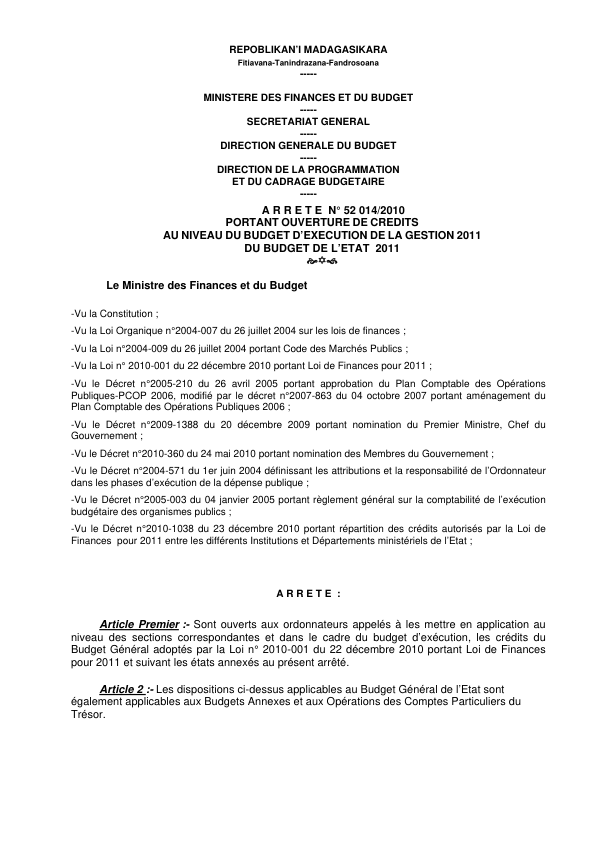 REPOBLIKAN'I MADAGASIKARA
Fitiavana-Tanindrazana-Fandrosoana
-----
MINISTERE DES FINANCES ET DU BUDGET
-----
SECRETARIAT GENERAL
-----
DIRECTION GENERALE DU BUDGET
-----
DIRECTION DE LA PROGRAMMATION
ET DU CADRAGE BUDGETAIRE
-----
A R R E T E N° 52 014/2010
PORTANT OUVERTURE DE CREDITS
AU NIVEAU DU BUDGET D'EXECUTION DE LA GESTION 2011
DU BUDGET DE L'ETAT 2011
Le Ministre des Finances et du Budget
-Vu la Constitution ;
-Vu la Loi Organique n°2004-007 du 26 juillet 2004 sur les lois de finances ;
-Vu la Loi n°2004-009 du 26 juillet 2004 portant Code des Marchés Publics ;
-Vu la Loi n° 2010-001 du 22 décembre 2010 portant Loi de Finances pour 2011 ;
-Vu le Décret n°2005-210 du 26 avril 2005 portant approbation du Plan Comptable des Opérations
Publiques-PCOP 2006, modifié par le décret n°2007-863 du 04 octobre 2007 portant aménagement du
Plan Comptable des Opérations Publiques 2006 ;
-Vu le Décret n°2009-1388 du 20 décembre 2009 portant nomination du Premier Ministre, Chef du
Gouvernement ;
-Vu le Décret n°2010-360 du 24 mai 2010 portant nomination des Membres du Gouvernement ;
-Vu le Décret n°2004-571 du 1er juin 2004 définissant les attributions et la responsabilité de l'Ordonnateur
dans les phases d'exécution de la dépense publique ;
-Vu le Décret n°2005-003 du 04 janvier 2005 portant règlement général sur la comptabilité de l'exécution
budgétaire des organismes publics ;
-Vu le Décret n°2010-1038 du 23 décembre 2010 portant répartition des crédits autorisés par la Loi de
Finances pour 2011 entre les différents Institutions et Départements ministériels de l'Etat ;
A R R E T E :
Article Premier :- Sont ouverts aux ordonnateurs appelés à les mettre en application au
niveau des sections correspondantes et dans le cadre du budget d'exécution, les crédits du
Budget Général adoptés par la Loi n° 2010-001 du 22 décembre 2010 portant Loi de Finances
pour 2011 et suivant les états annexés au présent arrêté.
Article 2 :- Les dispositions ci-dessus applicables au Budget Général de l'Etat sont
également applicables aux Budgets Annexes et aux Opérations des Comptes Particuliers du
Trésor.